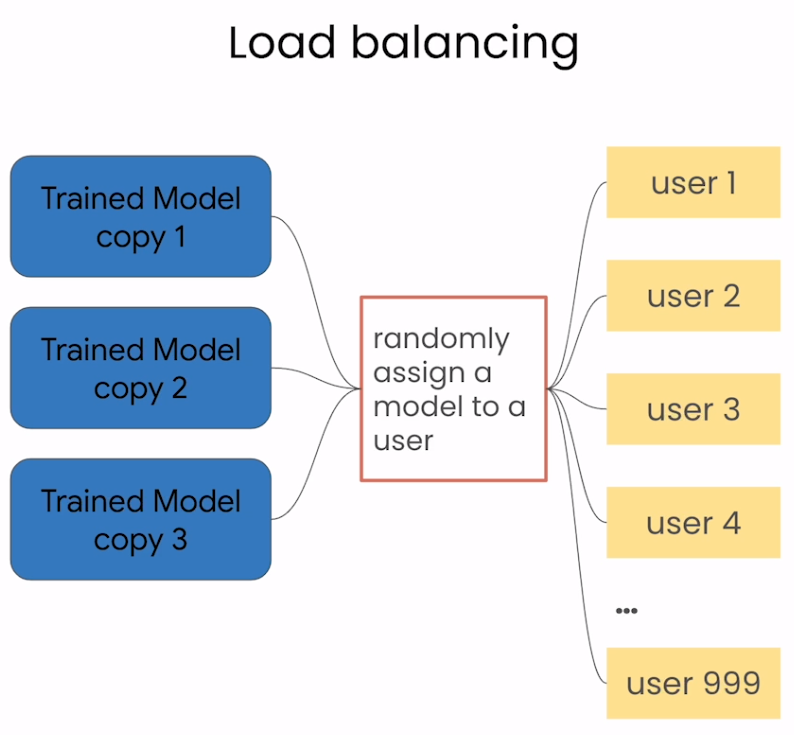 Load balancing
Trained Model
copy 1
Trained Model
copy 2
Trained Model
copy 3
randomly
assign a
model to a
user
user 1
user 2
user 3
user 4
...
user 999